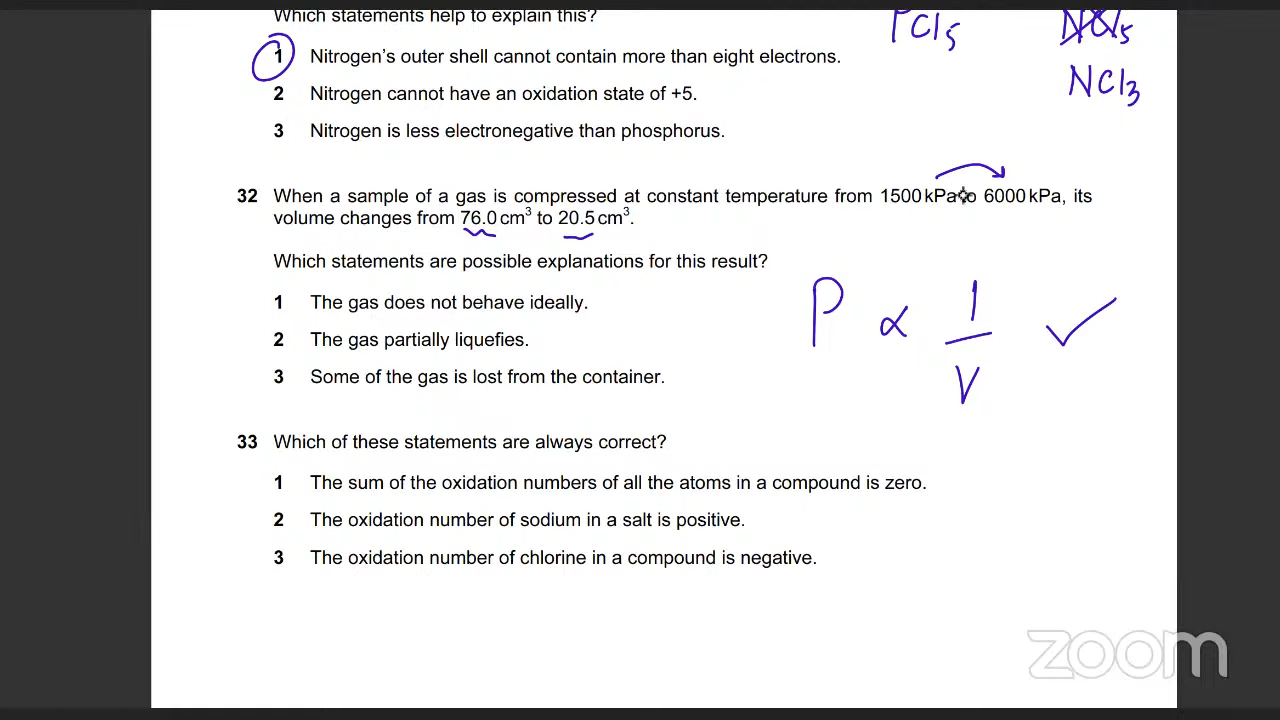 Which statements help to explain this?
PCl5 NCl5
1 Nitrogen's outer shell cannot contain more than eight electrons.
NCl3
2 Nitrogen cannot have an oxidation state of +5.
3 Nitrogen is less electronegative than phosphorus.
32 When a sample of a gas is compressed at constant temperature from 1500 kPa to 6000 kPa, its
volume changes from 76.0 cm³ to 20.5 cm³.
Which statements are possible explanations for this result?
1 The gas does not behave ideally.
2 The gas partially liquefies.
3 Some of the gas is lost from the container.
P ∝ 1/V ✓
33 Which of these statements are always correct?
1 The sum of the oxidation numbers of all the atoms in a compound is zero.
2 The oxidation number of sodium in a salt is positive.
3 The oxidation number of chlorine in a compound is negative.
zoom